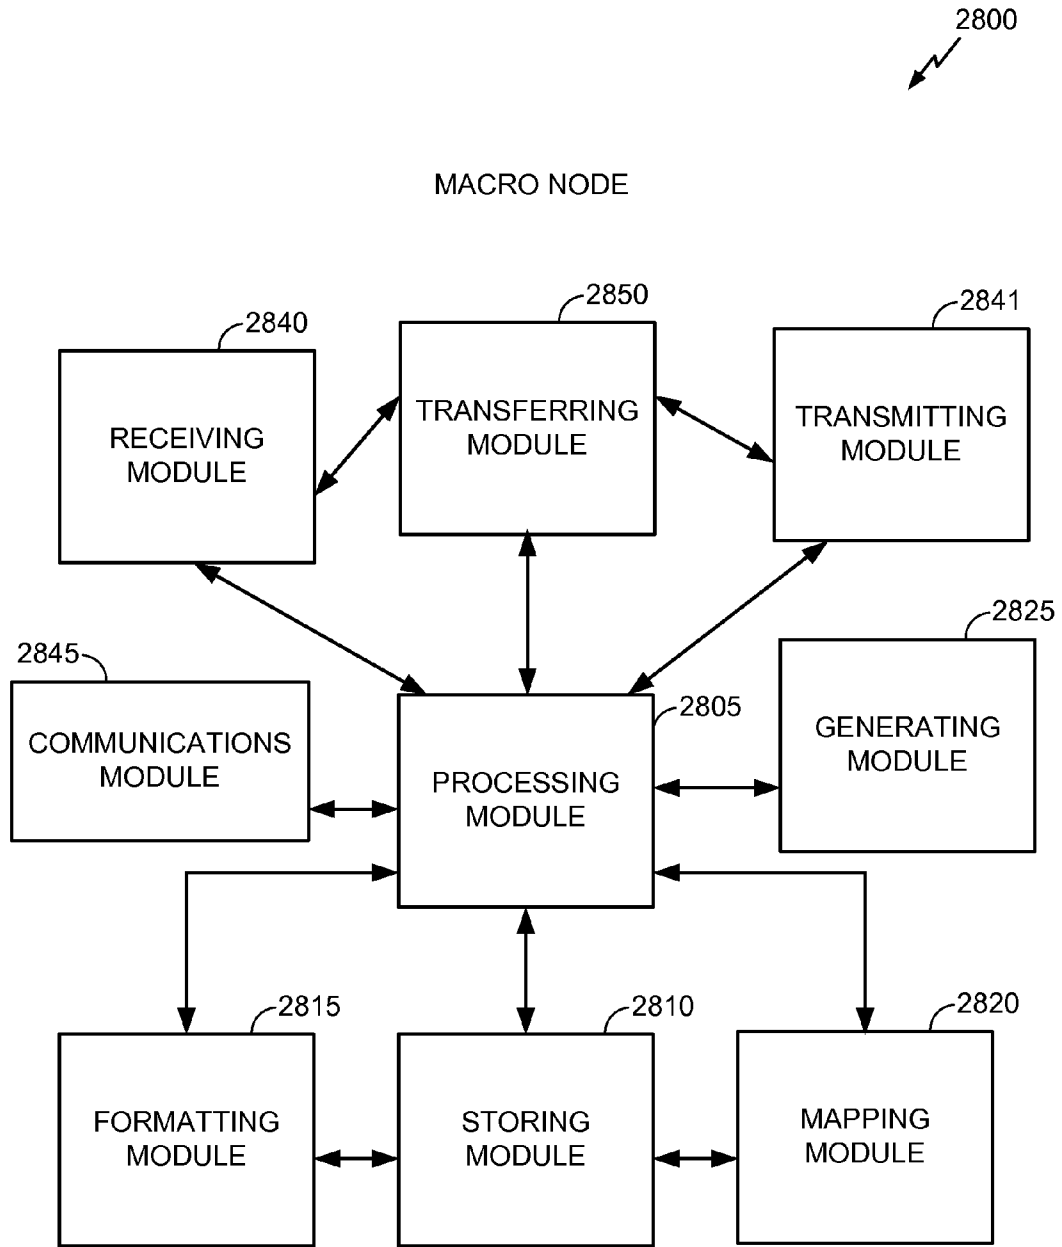 2800
MACRO NODE
2840
2850
2841
RECEIVING
MODULE
TRANSFERRING
MODULE
TRANSMITTING
MODULE
2845
2805
2825
COMMUNICATIONS
MODULE
PROCESSING
MODULE
GENERATING
MODULE
2815
2810
2820
FORMATTING
MODULE
STORING
MODULE
MAPPING
MODULE